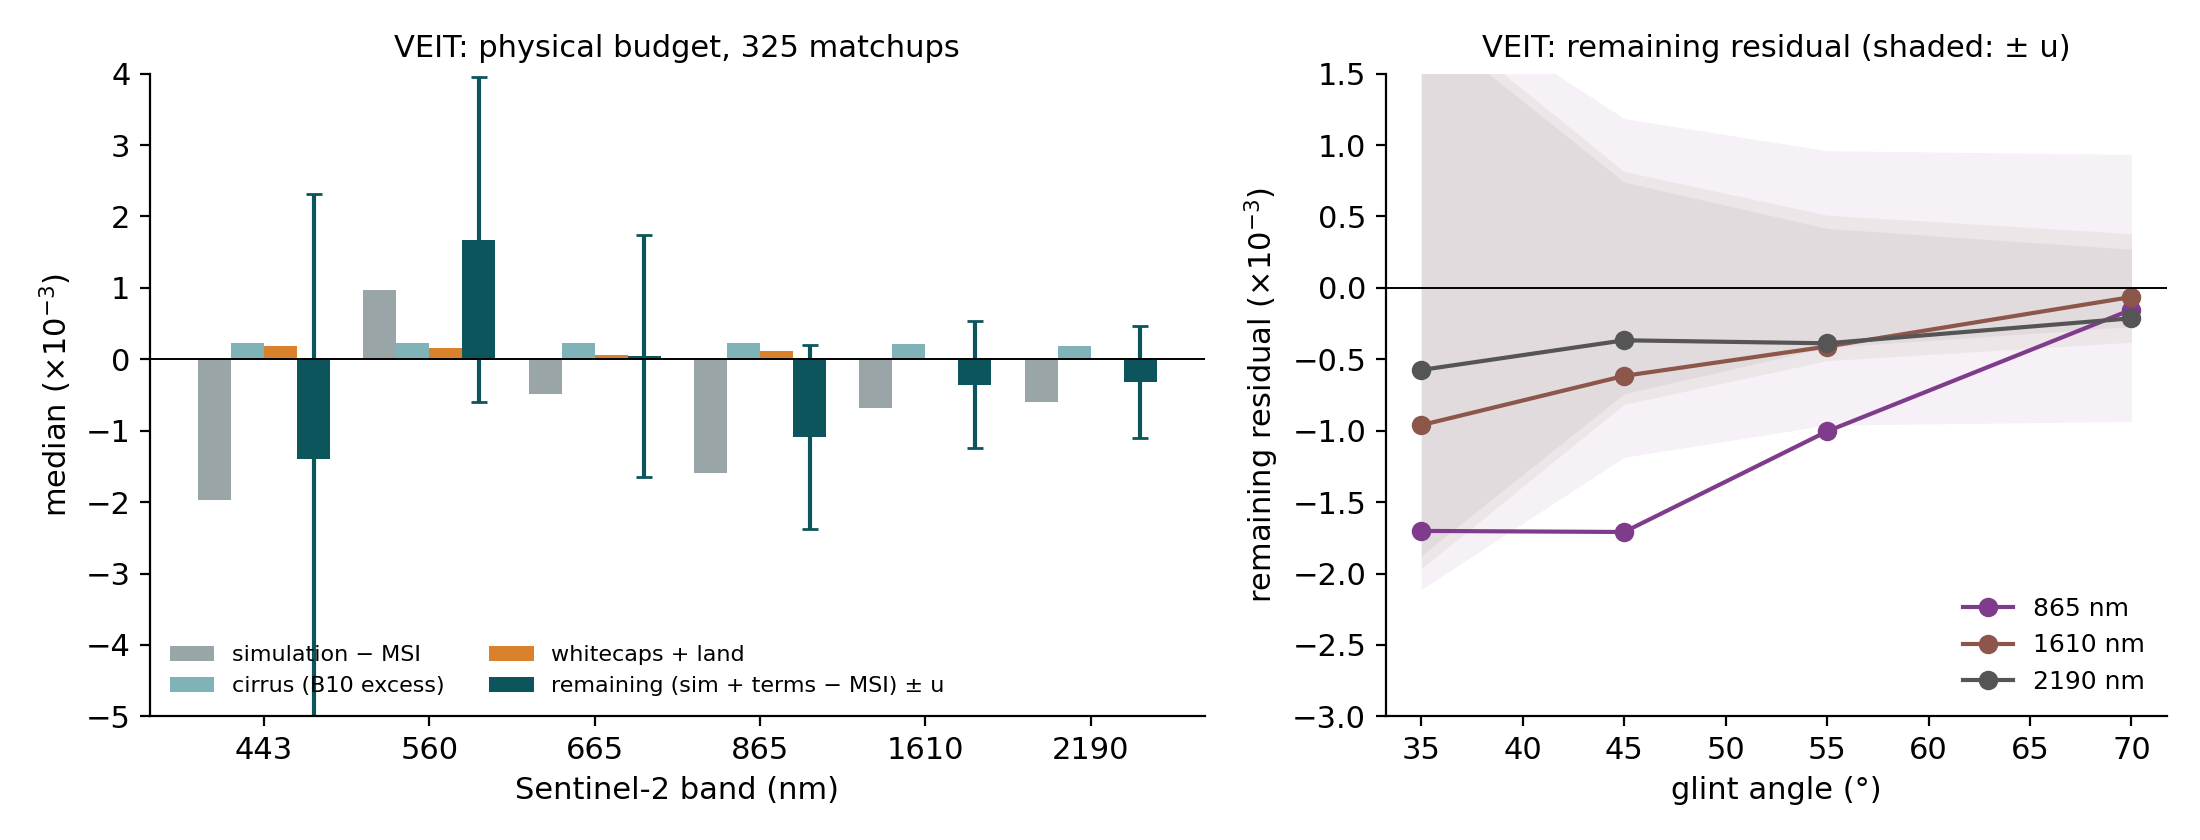 VEIT: physical budget, 325 matchups
4
3
2
1
0
−1
−2
−3
−4
−5
median (×10⁻³)
simulation − MSI
cirrus (B10 excess)
whitecaps + land
remaining (sim + terms − MSI) ± u
443 560 665 865 1610 2190
Sentinel-2 band (nm)
VEIT: remaining residual (shaded: ± u)
1.5
1.0
0.5
0.0
−0.5
−1.0
−1.5
−2.0
−2.5
−3.0
remaining residual (×10⁻³)
865 nm
1610 nm
2190 nm
35 40 45 50 55 60 65 70
glint angle (°)